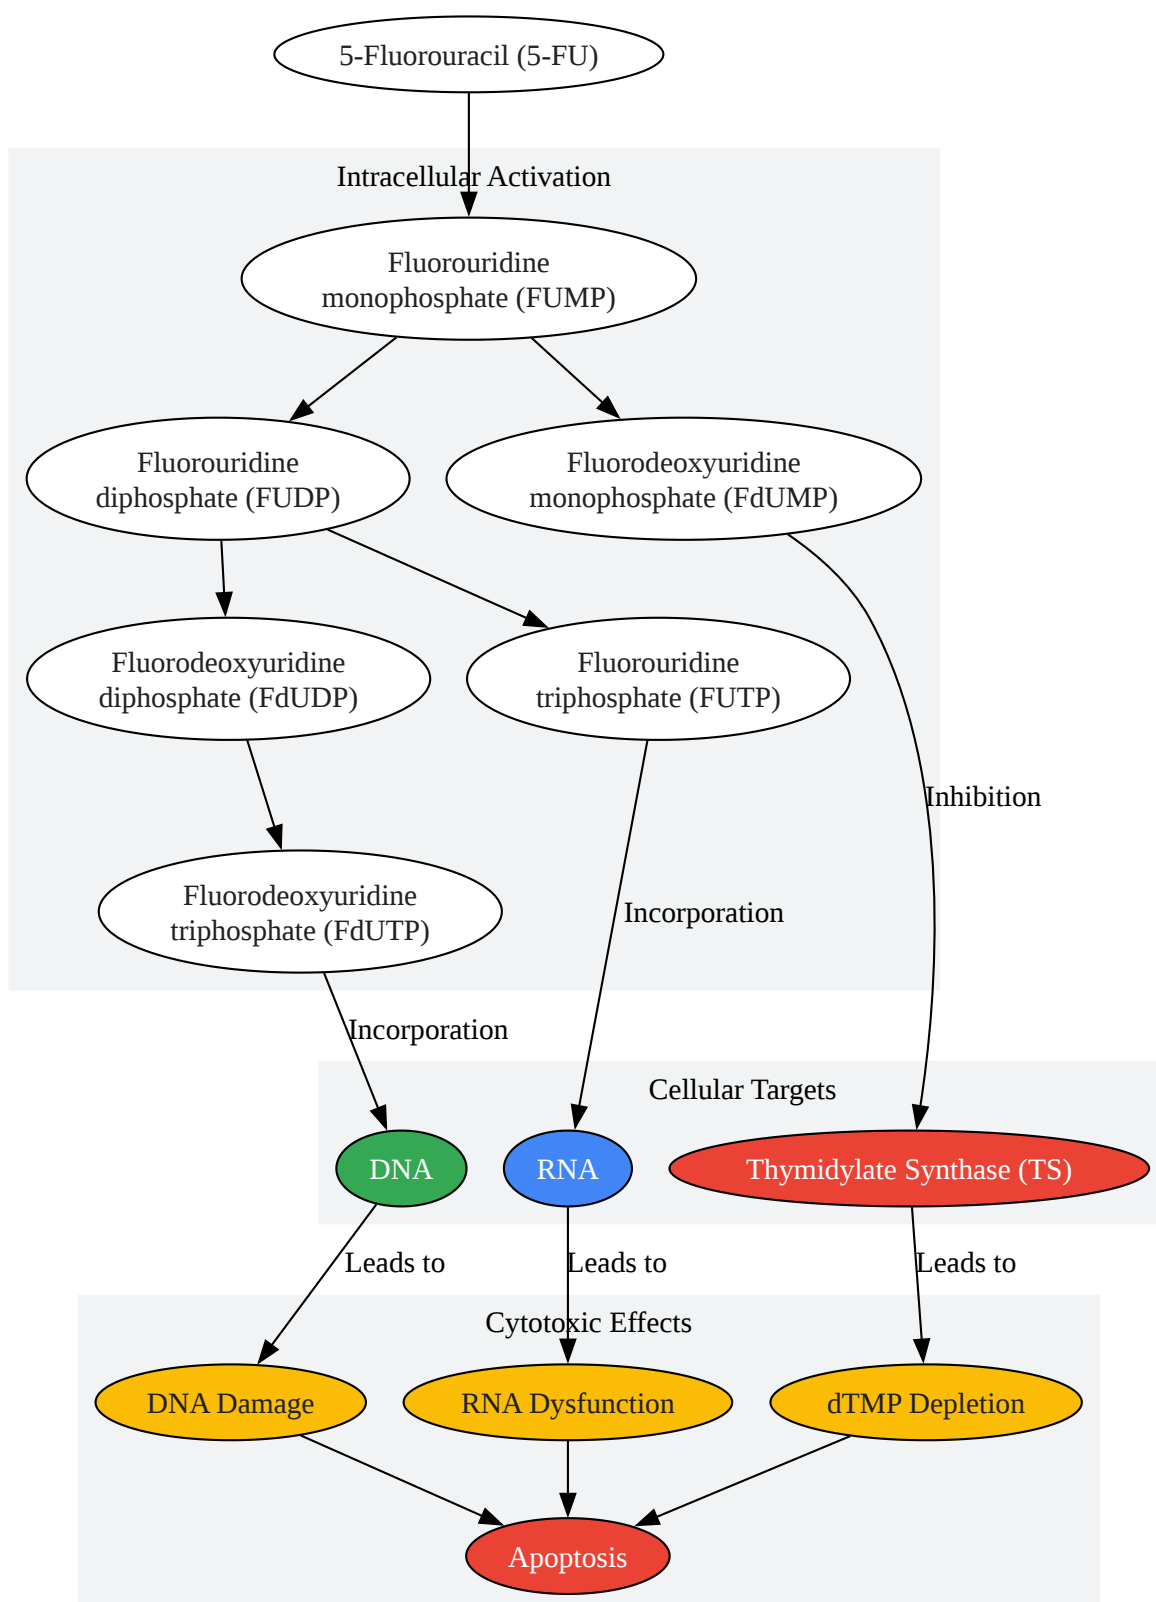 5-Fluorouracil (5-FU)
Intracellular Activation
Fluorouridine
monophosphate (FUMP)
Fluorouridine
diphosphate (FUDP)
Fluorodeoxyuridine
monophosphate (FdUMP)
Fluorodeoxyuridine
diphosphate (FdUDP)
Fluorouridine
triphosphate (FUTP)
Inhibition
Fluorodeoxyuridine
triphosphate (FdUTP)
Incorporation
Incorporation
Cellular Targets
DNA
RNA
Thymidylate Synthase (TS)
Leads to
Leads to
Leads to
Cytotoxic Effects
DNA Damage
RNA Dysfunction
dTMP Depletion
Apoptosis